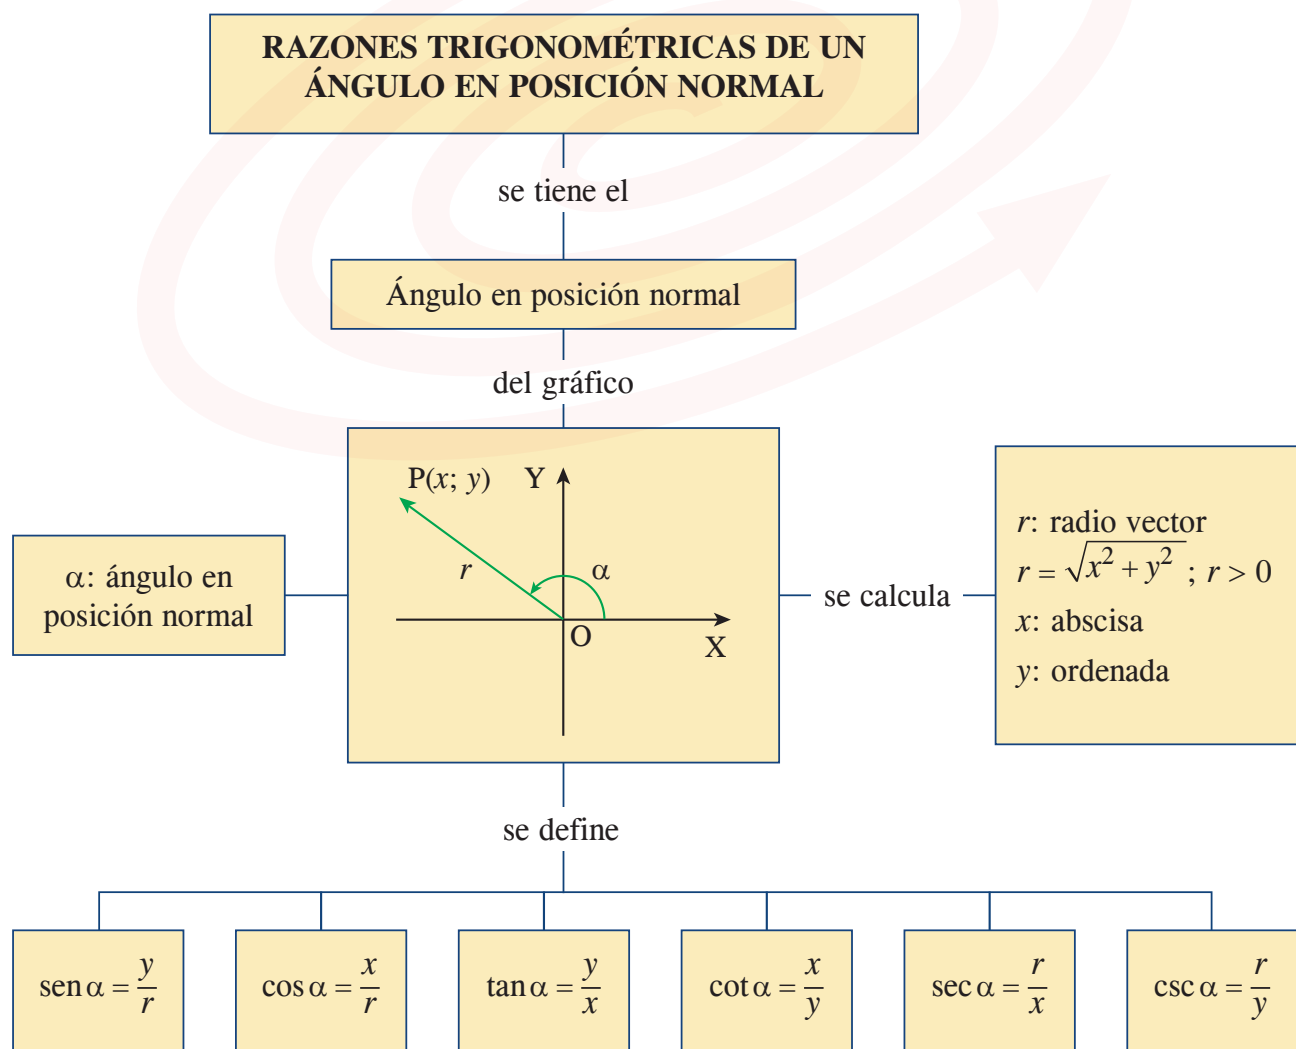 RAZONES TRIGONOMÉTRICAS DE UN
ÁNGULO EN POSICIÓN NORMAL
se tiene el
Ángulo en posición normal
del gráfico
P(x; y)
Y
r
α
O
X
α: ángulo en
posición normal
se calcula
r: radio vector
r = √(x² + y²) ; r > 0
x: abscisa
y: ordenada
se define
sen α = y/r
cos α = x/r
tan α = y/x
cot α = x/y
sec α = r/x
csc α = r/y